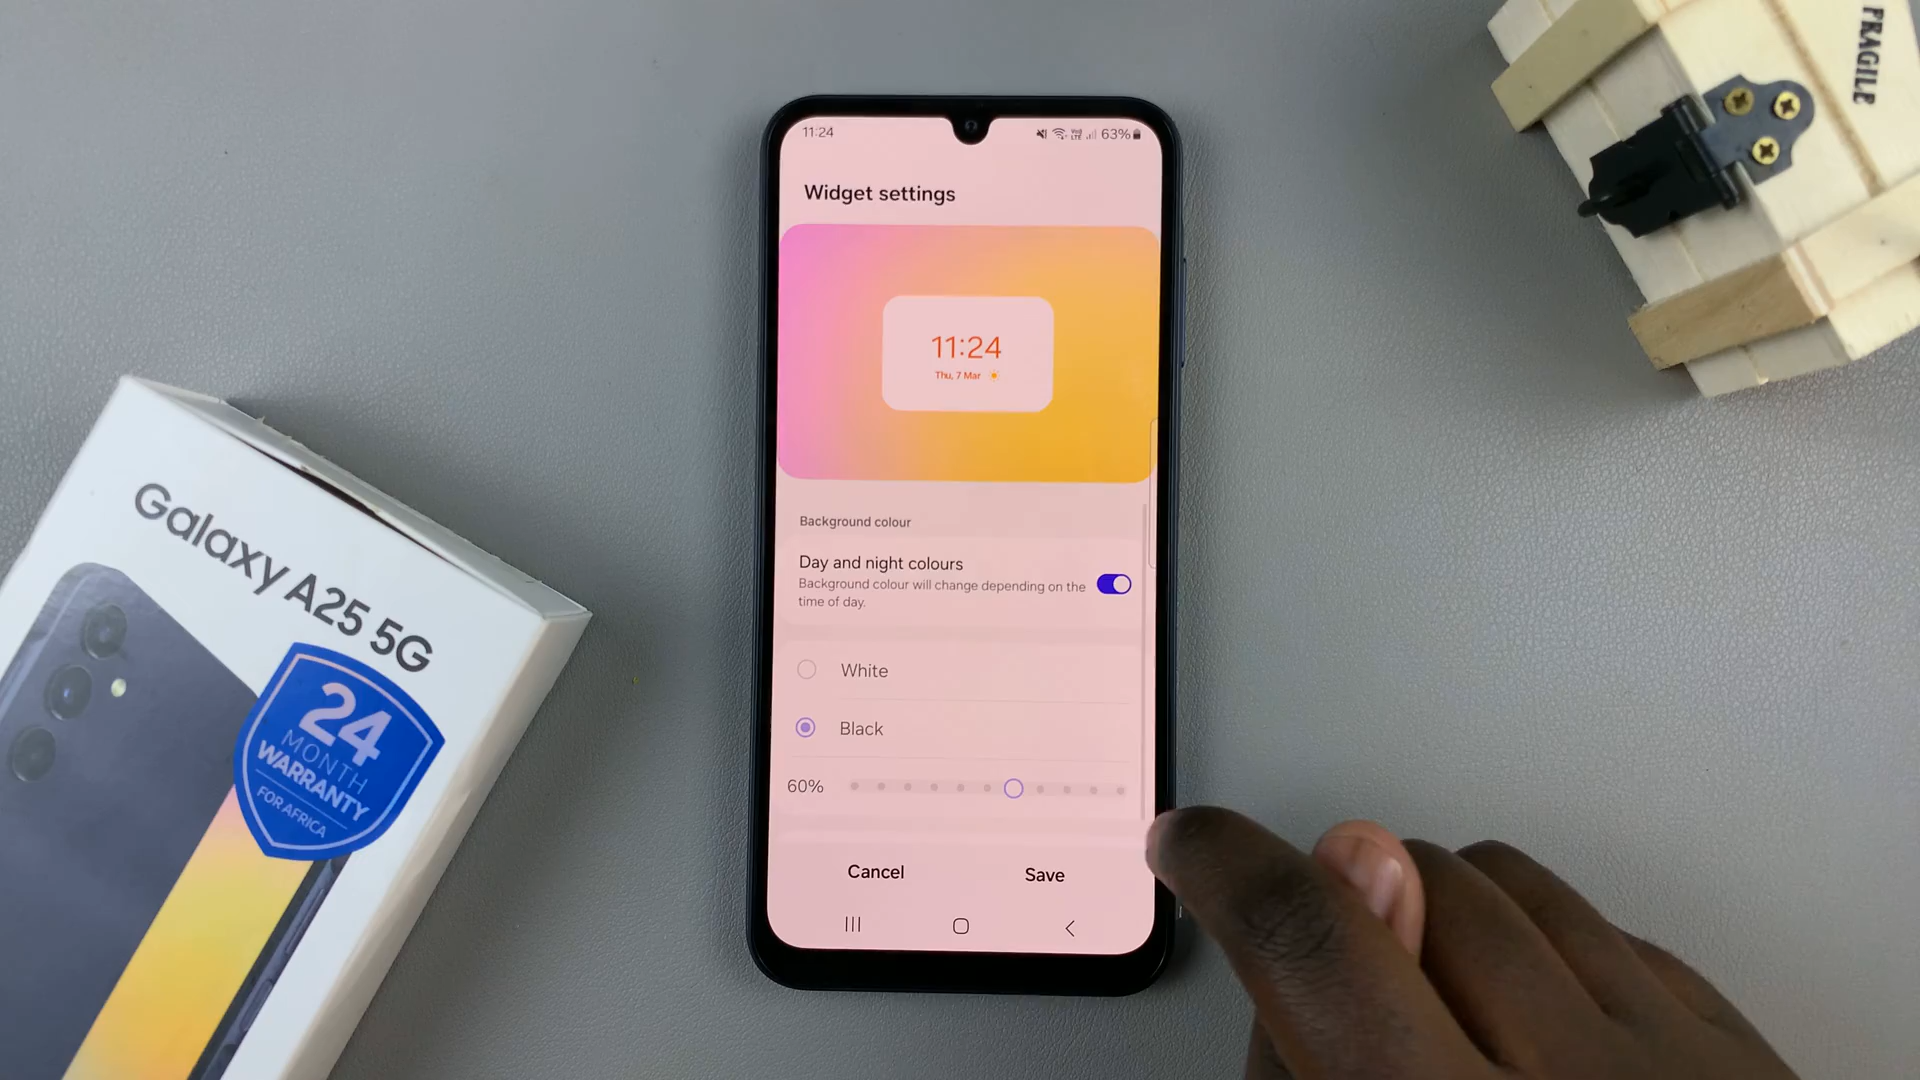 11:24
63%
Widget settings
11:24
Thu, 7 Mar
Background colour
Day and night colours
Background colour will change depending on the
time of day.
White
Black
60%
Cancel
Save
Galaxy A25 5G
24
MONTH
WARRANTY
FOR AFRICA
FRAGILE